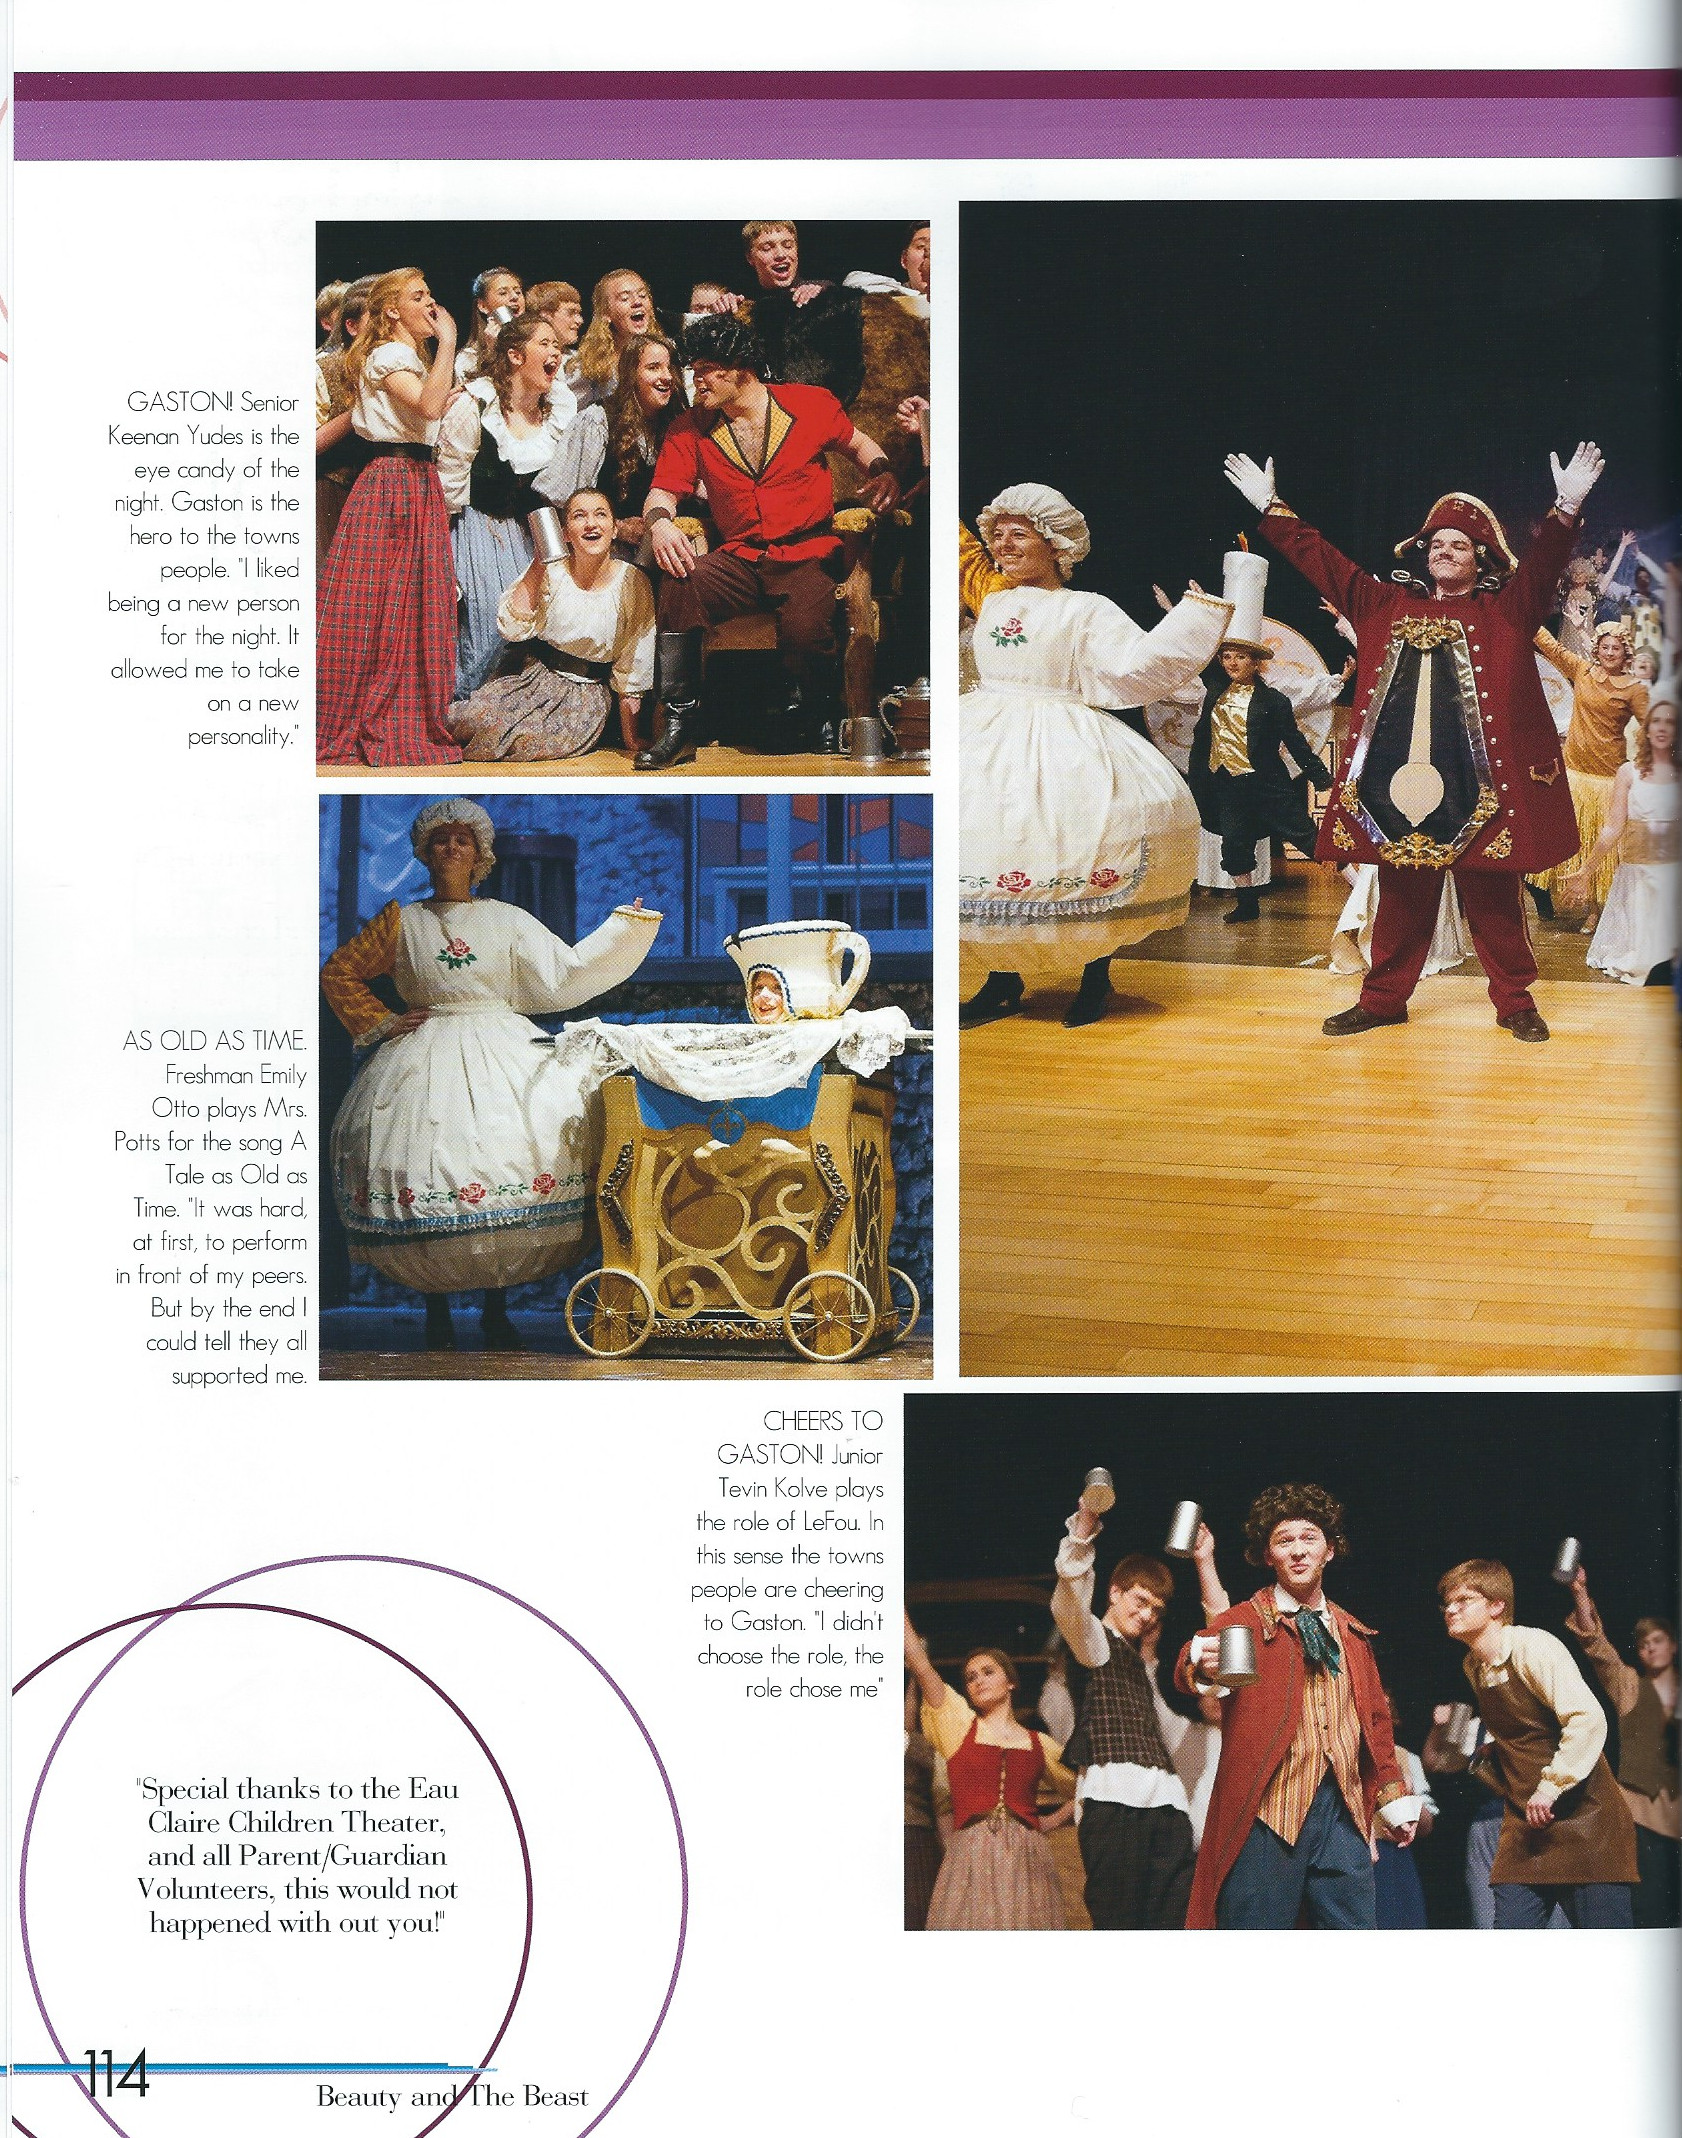 GASTON! Senior
Keenan Yudes is the
eye candy of the
night. Gaston is the
hero to the towns
people. "I liked
being a new person
for the night. It
allowed me to take
on a new
personality."
AS OLD AS TIME.
Freshman Emily
Otto plays Mrs.
Potts for the song A
Tale as Old as
Time. "It was hard,
at first, to perform
in front of my peers.
But by the end I
could tell they all
supported me.
CHEERS TO
GASTON! Junior
Tevin Kolve plays
the role of LeFou. In
this sense the towns
people are cheering
to Gaston. "I didn't
choose the role, the
role chose me"
"Special thanks to the Eau
Claire Children Theater,
and all Parent/Guardian
Volunteers, this would not
happened with out you!"
114
Beauty and The Beast